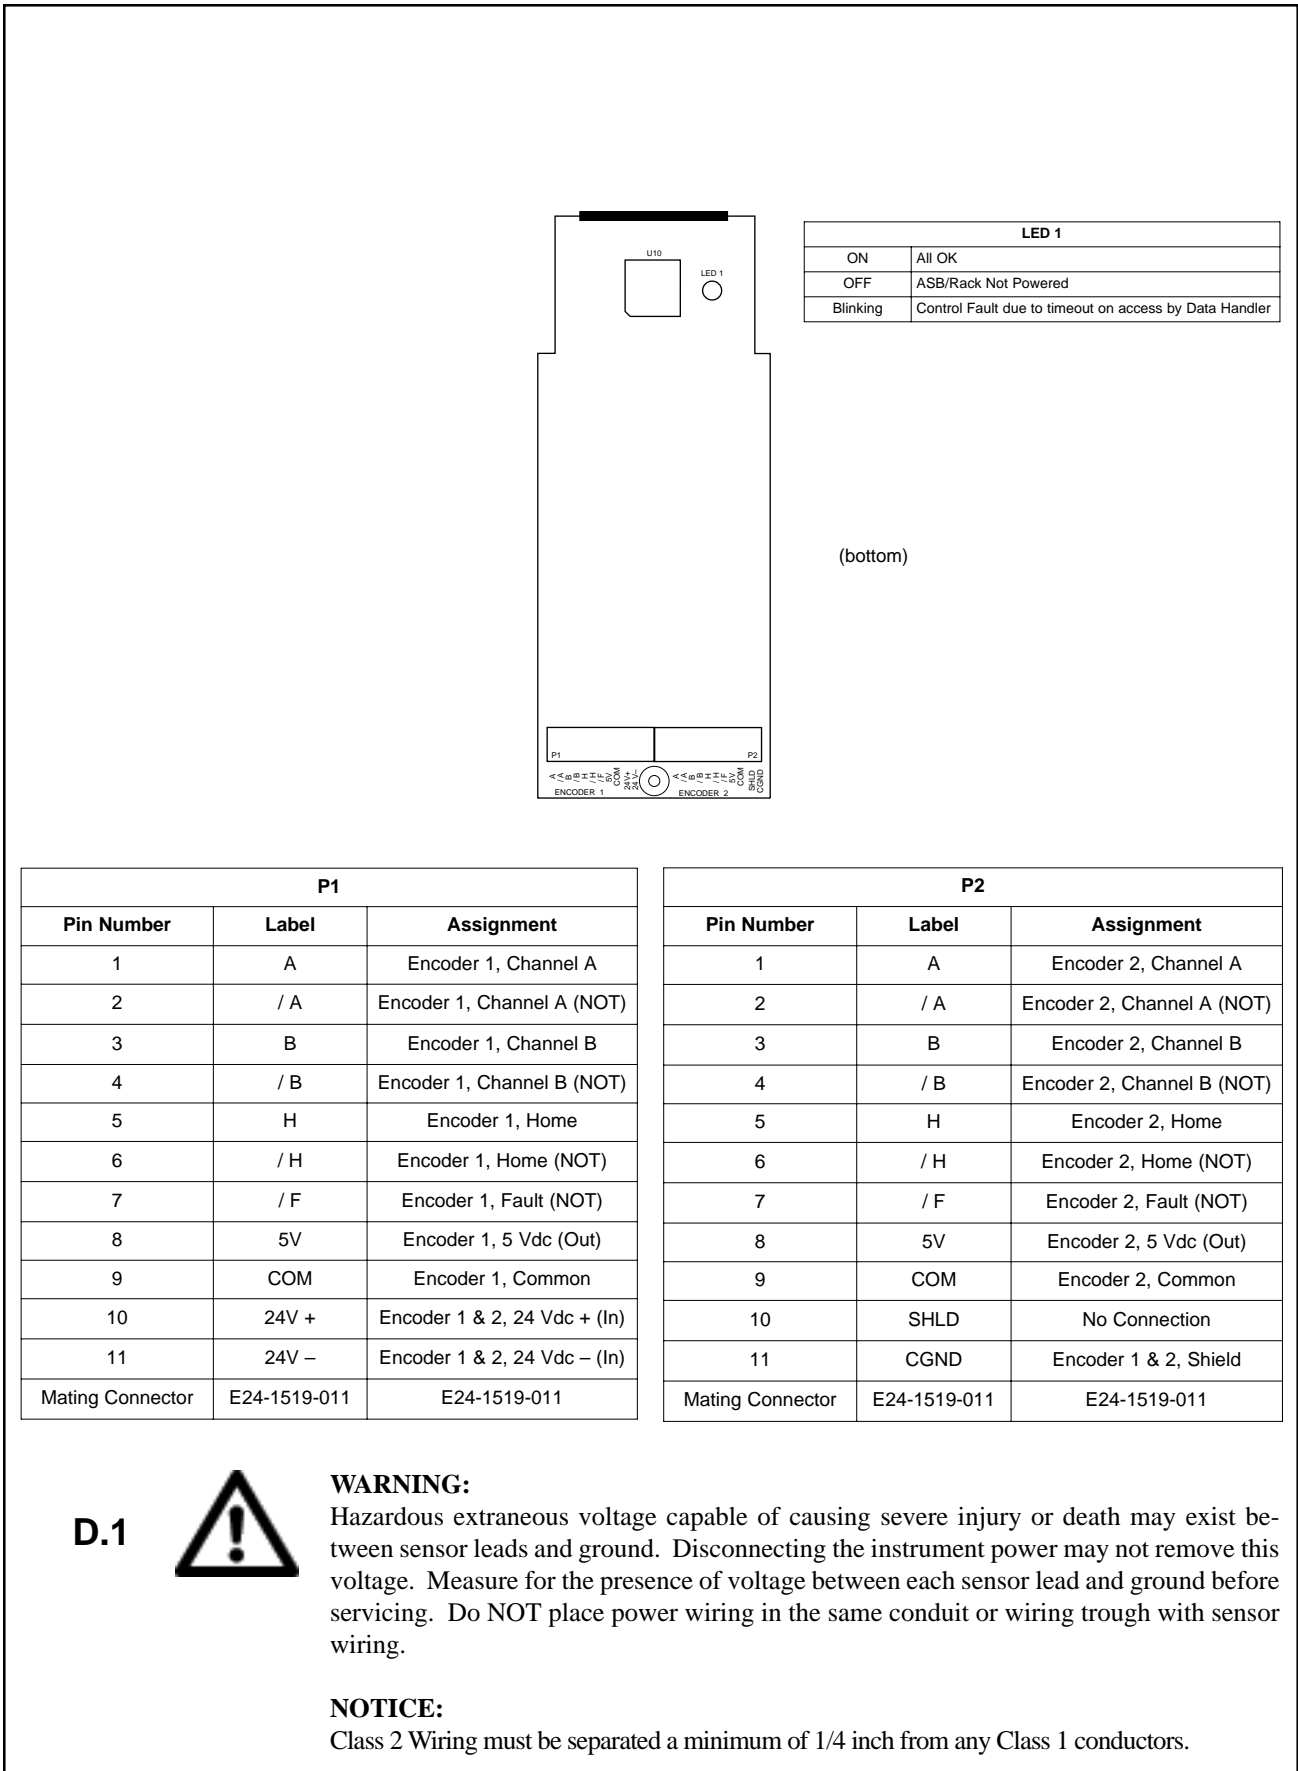 U10
LED 1
LED 1
ON All OK
OFF ASB/Rack Not Powered
Blinking Control Fault due to timeout on access by Data Handler
(bottom)
P1 P2
A /A B /B H /H /F 5V COM 24V+ 24 V– A /A B /B H /H /F 5V COM SHLD CGND
ENCODER 1 ENCODER 2
P1
Pin Number Label Assignment
1 A Encoder 1, Channel A
2 / A Encoder 1, Channel A (NOT)
3 B Encoder 1, Channel B
4 / B Encoder 1, Channel B (NOT)
5 H Encoder 1, Home
6 / H Encoder 1, Home (NOT)
7 / F Encoder 1, Fault (NOT)
8 5V Encoder 1, 5 Vdc (Out)
9 COM Encoder 1, Common
10 24V + Encoder 1 & 2, 24 Vdc + (In)
11 24V – Encoder 1 & 2, 24 Vdc – (In)
Mating Connector E24-1519-011 E24-1519-011
P2
Pin Number Label Assignment
1 A Encoder 2, Channel A
2 / A Encoder 2, Channel A (NOT)
3 B Encoder 2, Channel B
4 / B Encoder 2, Channel B (NOT)
5 H Encoder 2, Home
6 / H Encoder 2, Home (NOT)
7 / F Encoder 2, Fault (NOT)
8 5V Encoder 2, 5 Vdc (Out)
9 COM Encoder 2, Common
10 SHLD No Connection
11 CGND Encoder 1 & 2, Shield
Mating Connector E24-1519-011 E24-1519-011
D.1
WARNING:
Hazardous extraneous voltage capable of causing severe injury or death may exist be-
tween sensor leads and ground. Disconnecting the instrument power may not remove this
voltage. Measure for the presence of voltage between each sensor lead and ground before
servicing. Do NOT place power wiring in the same conduit or wiring trough with sensor
wiring.
NOTICE:
Class 2 Wiring must be separated a minimum of 1/4 inch from any Class 1 conductors.